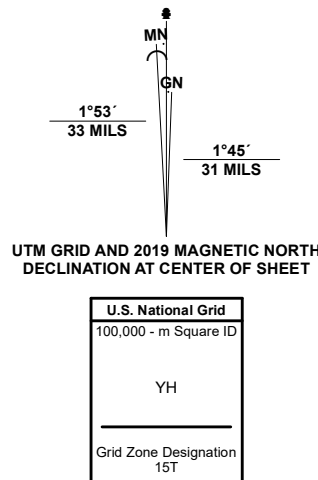 MN
GN
1°53´
33 MILS
1°45´
31 MILS
UTM GRID AND 2019 MAGNETIC NORTH
DECLINATION AT CENTER OF SHEET
U.S. National Grid
100,000 - m Square ID
YH
Grid Zone Designation
15T